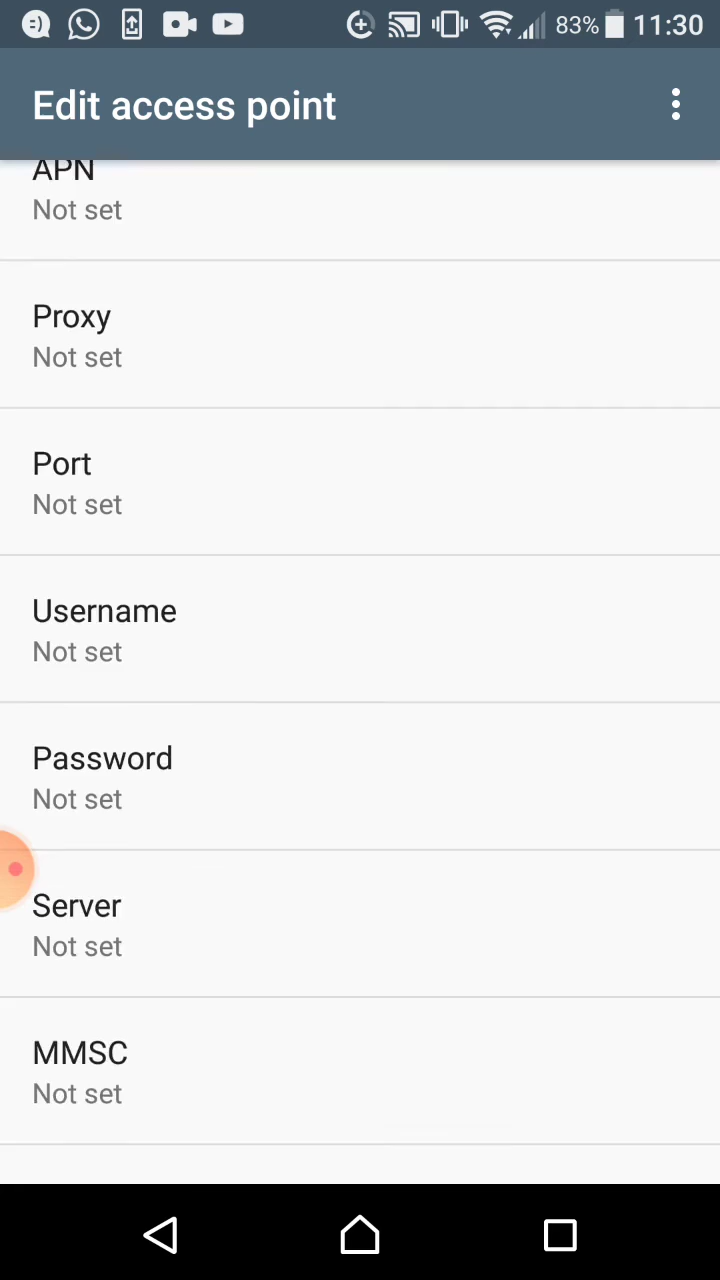 83% 11:30
Edit access point
APN
Not set
Proxy
Not set
Port
Not set
Username
Not set
Password
Not set
Server
Not set
MMSC
Not set